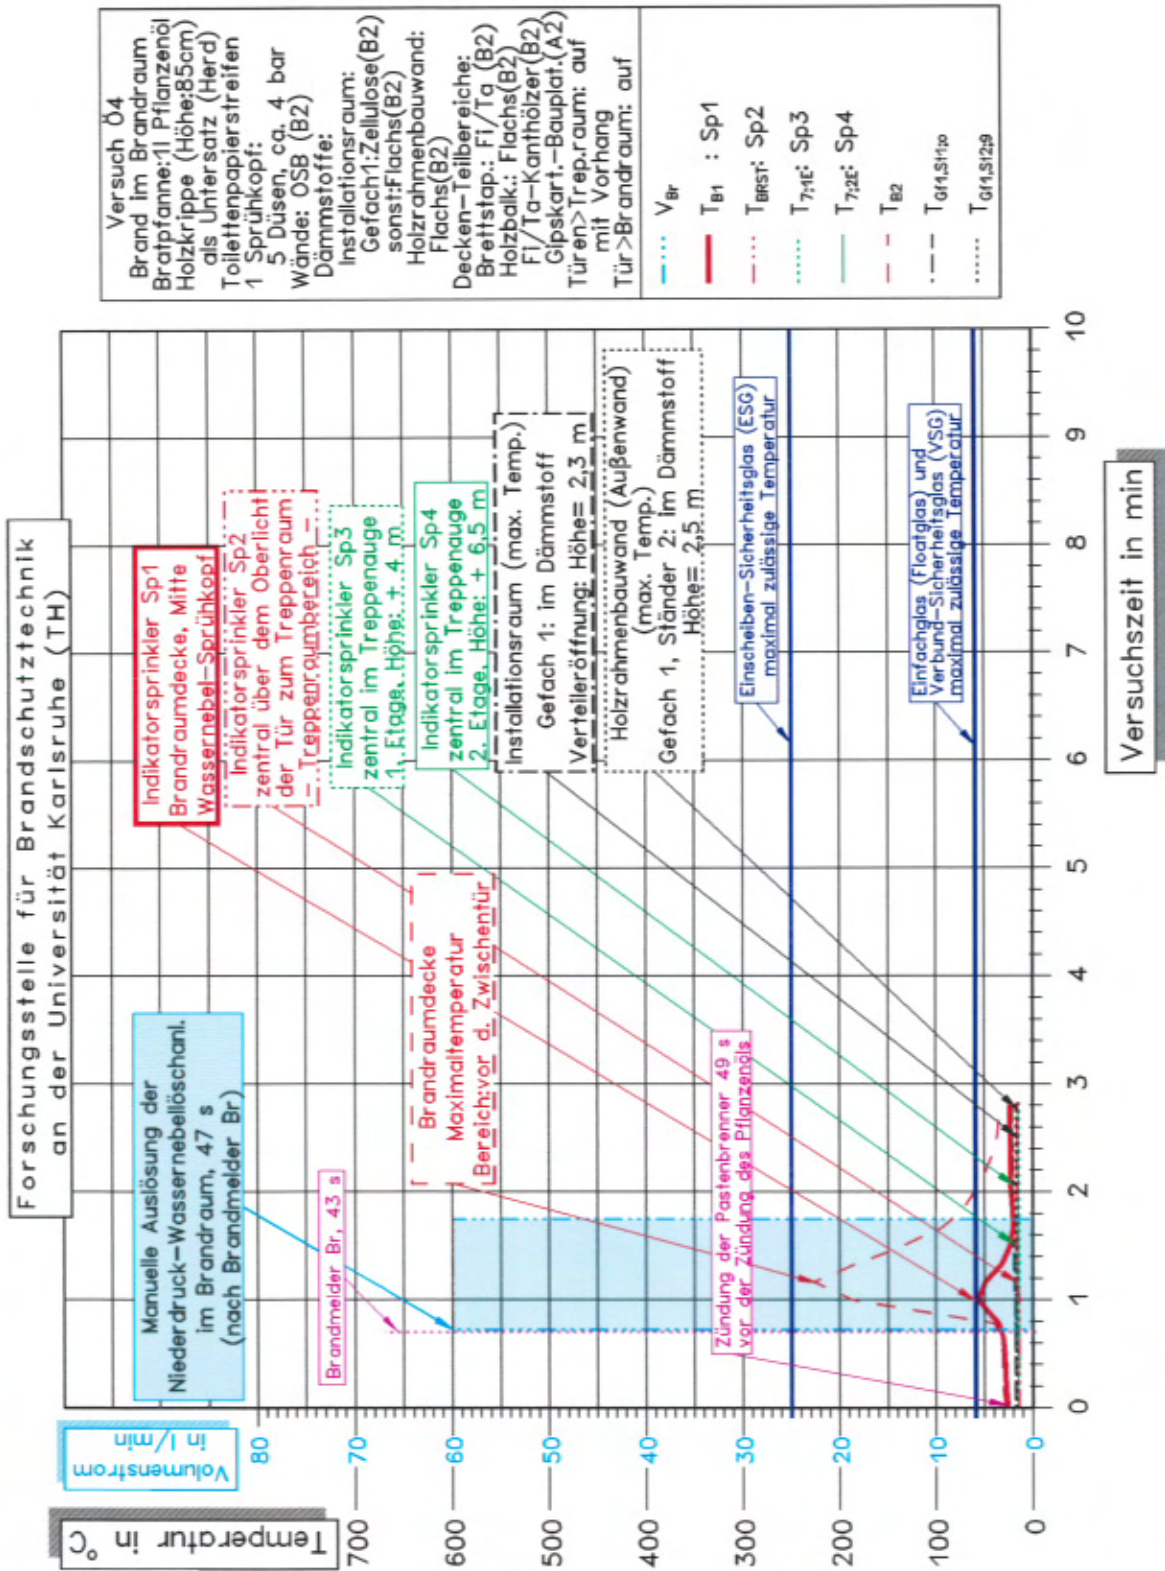 Forschungsstelle für Brandschutztechnik
an der Universität Karlsruhe (TH)
Temperatur in °C
Volumenstrom
in l/min
Manuelle Auslösung der
Niederdruck-Wassernebellöschanl.
im Brandraum, 47 s
(nach Brandmelder Br)
Brandmelder Br, 43 s
Indikatorsprinkler Sp1
Brandraumdecke, Mitte
Wassernebel-Sprühkopf
Indikatorsprinkler Sp2
zentral über dem Oberlicht
der Tür zum Treppenraum
- Treppenraumbereich -
Indikatorsprinkler Sp3
zentral im Treppenauge
1. Etage, Höhe: + 4 m
Indikatorsprinkler Sp4
zentral im Treppenauge
2. Etage, Höhe: + 6,5 m
Brandraumdecke
Maximaltemperatur
Bereich:vor d. Zwischentür
Installationsraum (max. Temp.)
Gefach 1: im Dämmstoff
Verteileröffnung: Höhe= 2,3 m
Holzrahmenbauwand (Außenwand)
(max. Temp.)
Gefach 1, Ständer 2: im Dämmstoff
Höhe= 2,5 m
Zündung der Pastenbrenner 49 s
vor der Zündung des Pflanzenöls
Einscheiben-Sicherheitsglas (ESG)
maximal zulässige Temperatur
Einfachglas (Floatglas) und
Verbund-Sicherheitsglas (VSG)
maximal zulässige Temperatur
80
700 70
600 60
500 50
400 40
300 30
200 20
100 10
0 0
0 1 2 3 4 5 6 7 8 9 10
Versuchszeit in min
Versuch Ö4
Brand im Brandraum
Bratpfanne:1l Pflanzenöl
Holzkrippe (Höhe:85cm)
als Untersatz (Herd)
Toilettenpapierstreifen
1 Sprühkopf:
5 Düsen, ca. 4 bar
Wände: OSB (B2)
Dämmstoffe:
Installationsraum:
Gefach1:Zellulose(B2)
sonst:Flachs(B2)
Holzrahmenbauwand:
Flachs(B2)
Decken-Teilbereiche:
Brettstap.: Fi/Ta (B2)
Holzbalk.: Flachs(B2)
Fi/Ta-Kanthölzer(B2)
Gipskart.-Bauplat.(A2)
Türen>Trep.raum: auf
mit Vorhang
Tür>Brandraum: auf
VBr
TB1 : Sp1
TBRST: Sp2
T7;1E: Sp3
T7;2E: Sp4
TB2
TGf1,St1;o
TGf1,St2;9